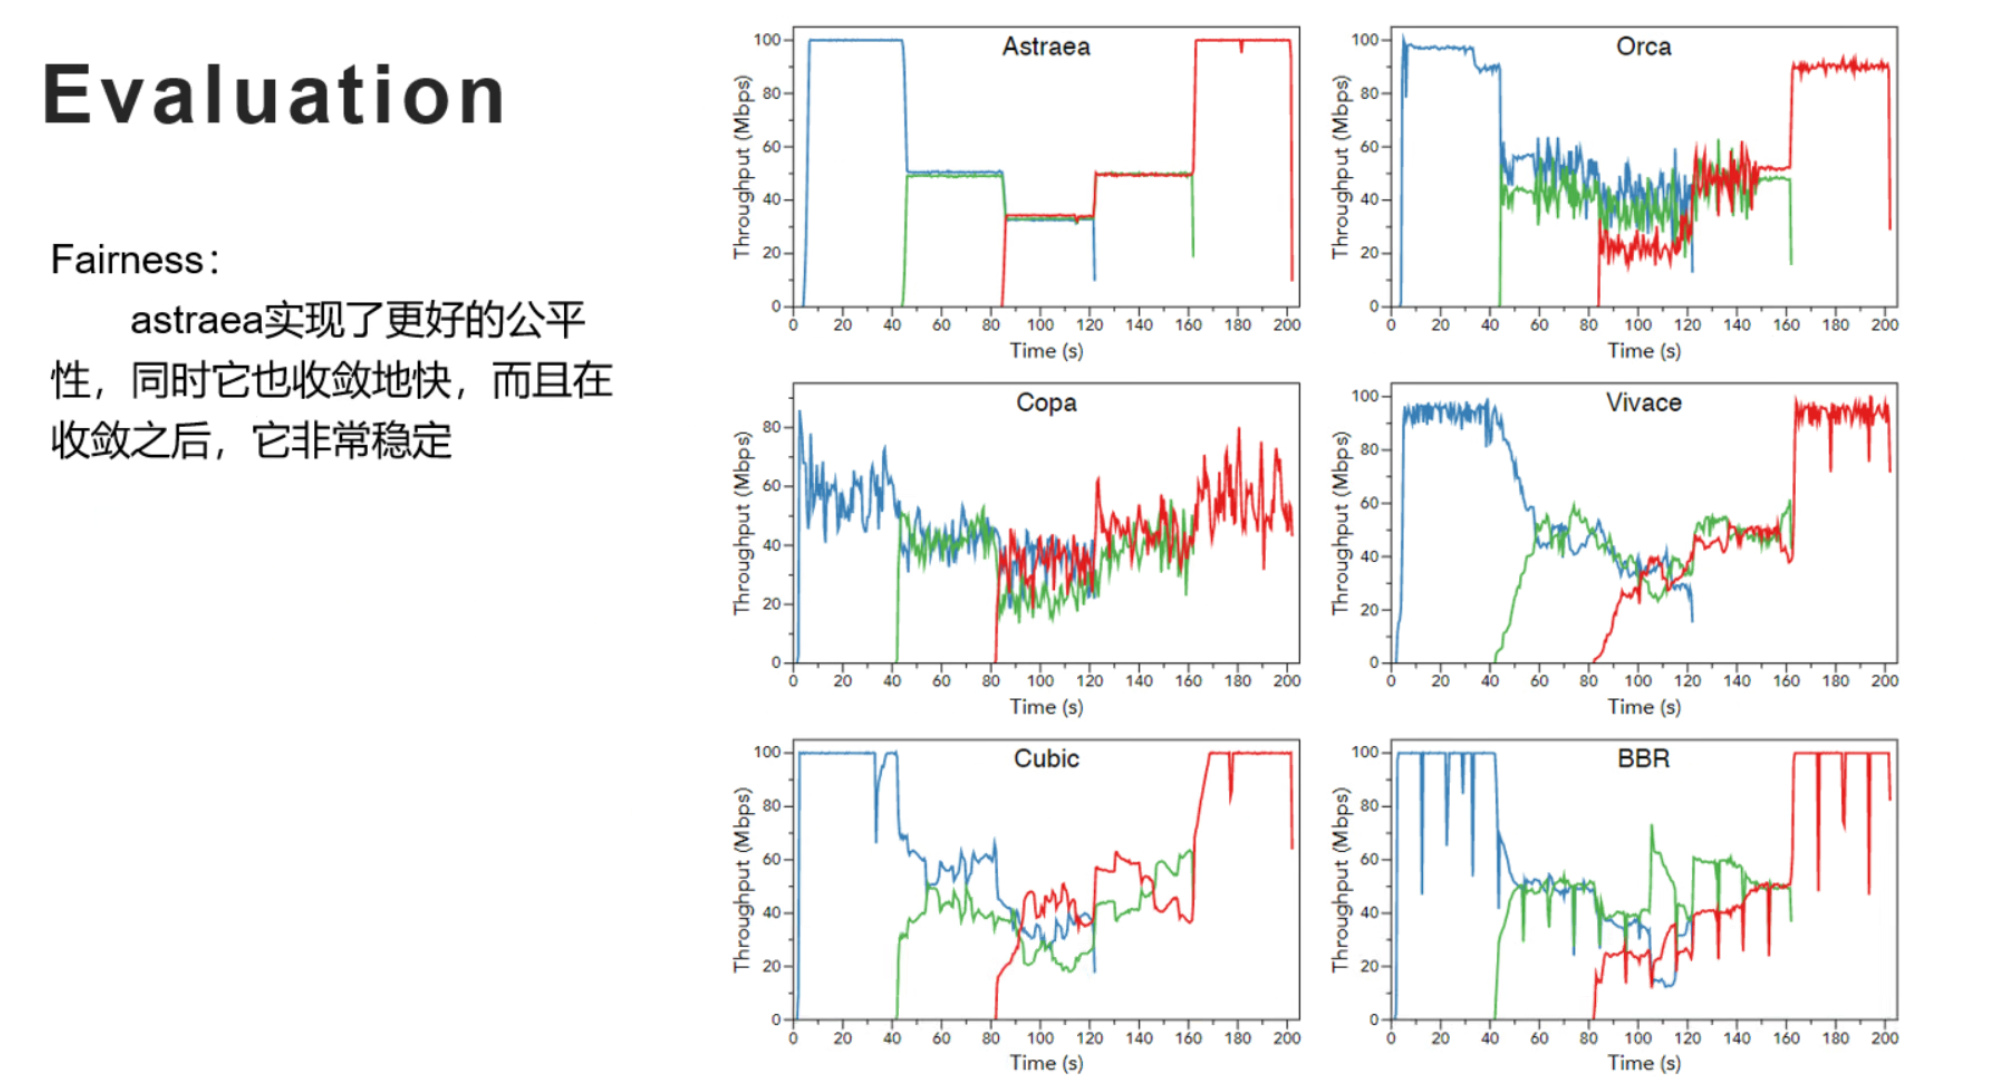 Evaluation
Fairness：
astraea实现了更好的公平
性，同时它也收敛地快，而且在
收敛之后，它非常稳定
Astraea
Throughput (Mbps)
100
80
60
40
20
0
0 20 40 60 80 100 120 140 160 180 200
Time (s)
Orca
Throughput (Mbps)
100
80
60
40
20
0
0 20 40 60 80 100 120 140 160 180 200
Time (s)
Copa
Throughput (Mbps)
80
60
40
20
0
0 20 40 60 80 100 120 140 160 180 200
Time (s)
Vivace
Throughput (Mbps)
100
80
60
40
20
0
0 20 40 60 80 100 120 140 160 180 200
Time (s)
Cubic
Throughput (Mbps)
100
80
60
40
20
0
0 20 40 60 80 100 120 140 160 180 200
Time (s)
BBR
Throughput (Mbps)
100
80
60
40
20
0
0 20 40 60 80 100 120 140 160 180 200
Time (s)